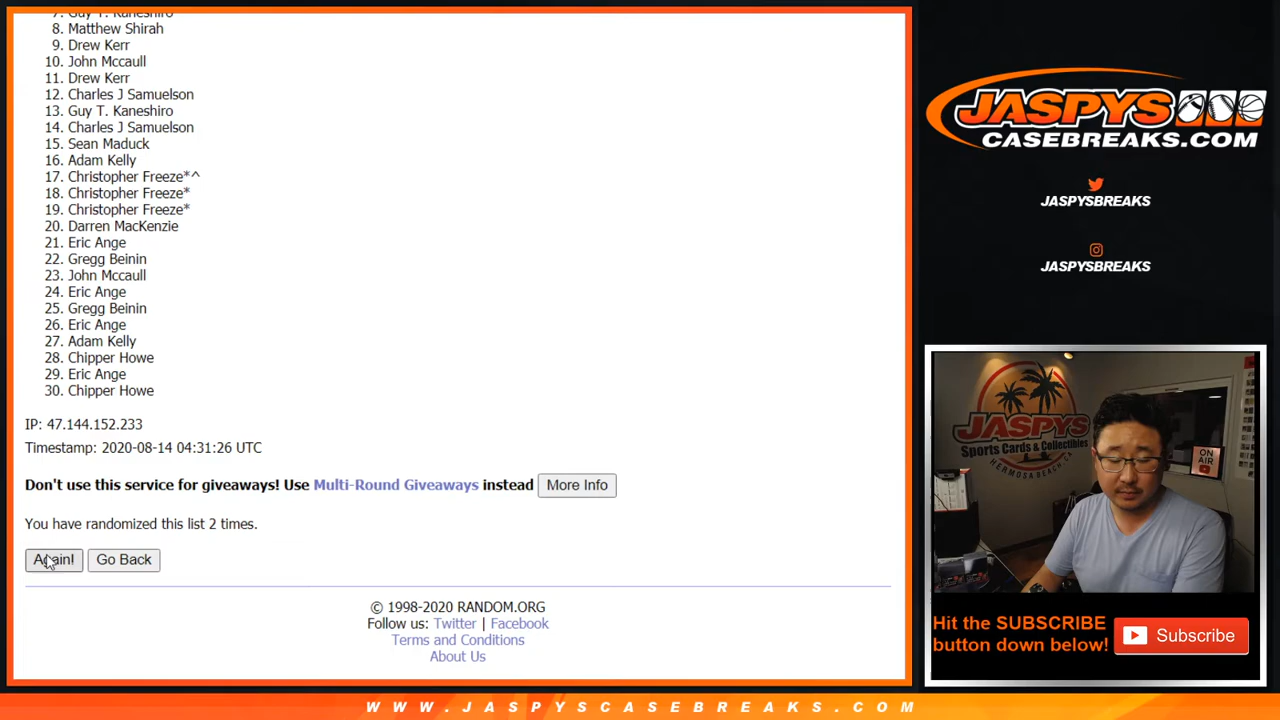 7. Guy T. Kaneshiro
8. Matthew Shirah
9. Drew Kerr
10. John Mccaull
11. Drew Kerr
12. Charles J Samuelson
13. Guy T. Kaneshiro
14. Charles J Samuelson
15. Sean Maduck
16. Adam Kelly
17. Christopher Freeze*^
18. Christopher Freeze*
19. Christopher Freeze*
20. Darren MacKenzie
21. Eric Ange
22. Gregg Beinin
23. John Mccaull
24. Eric Ange
25. Gregg Beinin
26. Eric Ange
27. Adam Kelly
28. Chipper Howe
29. Eric Ange
30. Chipper Howe
IP: 47.144.152.233
Timestamp: 2020-08-14 04:31:26 UTC
Don't use this service for giveaways! Use Multi-Round Giveaways instead More Info
You have randomized this list 2 times.
Again! Go Back
© 1998-2020 RANDOM.ORG
Follow us: Twitter | Facebook
Terms and Conditions
About Us
JASPYS
CASEBREAKS.COM
JASPYSBREAKS
JASPYSBREAKS
JASPYS
Sports Cards & Collectibles
HERMOSA BEACH, CA
ON AIR
Hit the SUBSCRIBE
button down below!
Subscribe
WWW.JASPYSCASEBREAKS.COM